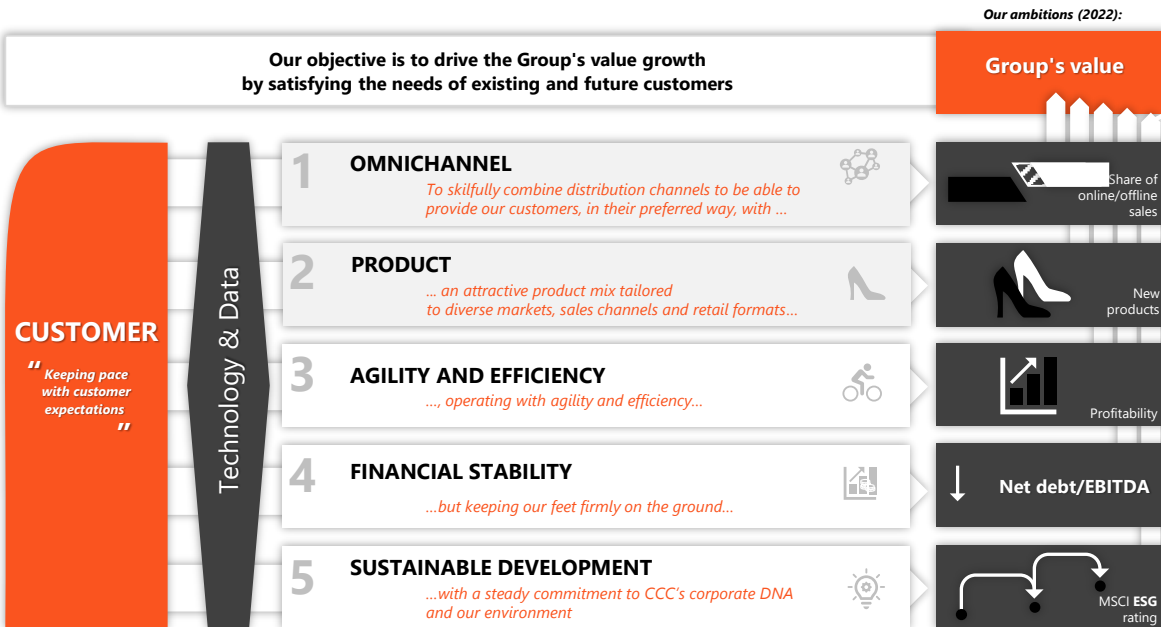 Our ambitions (2022):
Our objective is to drive the Group's value growth
by satisfying the needs of existing and future customers
Group's value
CUSTOMER
“ Keeping pace
with customer
expectations
”
Technology & Data
1
OMNICHANNEL
To skilfully combine distribution channels to be able to
provide our customers, in their preferred way, with ...
Share of
online/offline
sales
2
PRODUCT
... an attractive product mix tailored
to diverse markets, sales channels and retail formats...
New
products
3
AGILITY AND EFFICIENCY
..., operating with agility and efficiency...
Profitability
4
FINANCIAL STABILITY
...but keeping our feet firmly on the ground...
Net debt/EBITDA
5
SUSTAINABLE DEVELOPMENT
...with a steady commitment to CCC’s corporate DNA
and our environment
MSCI ESG
rating